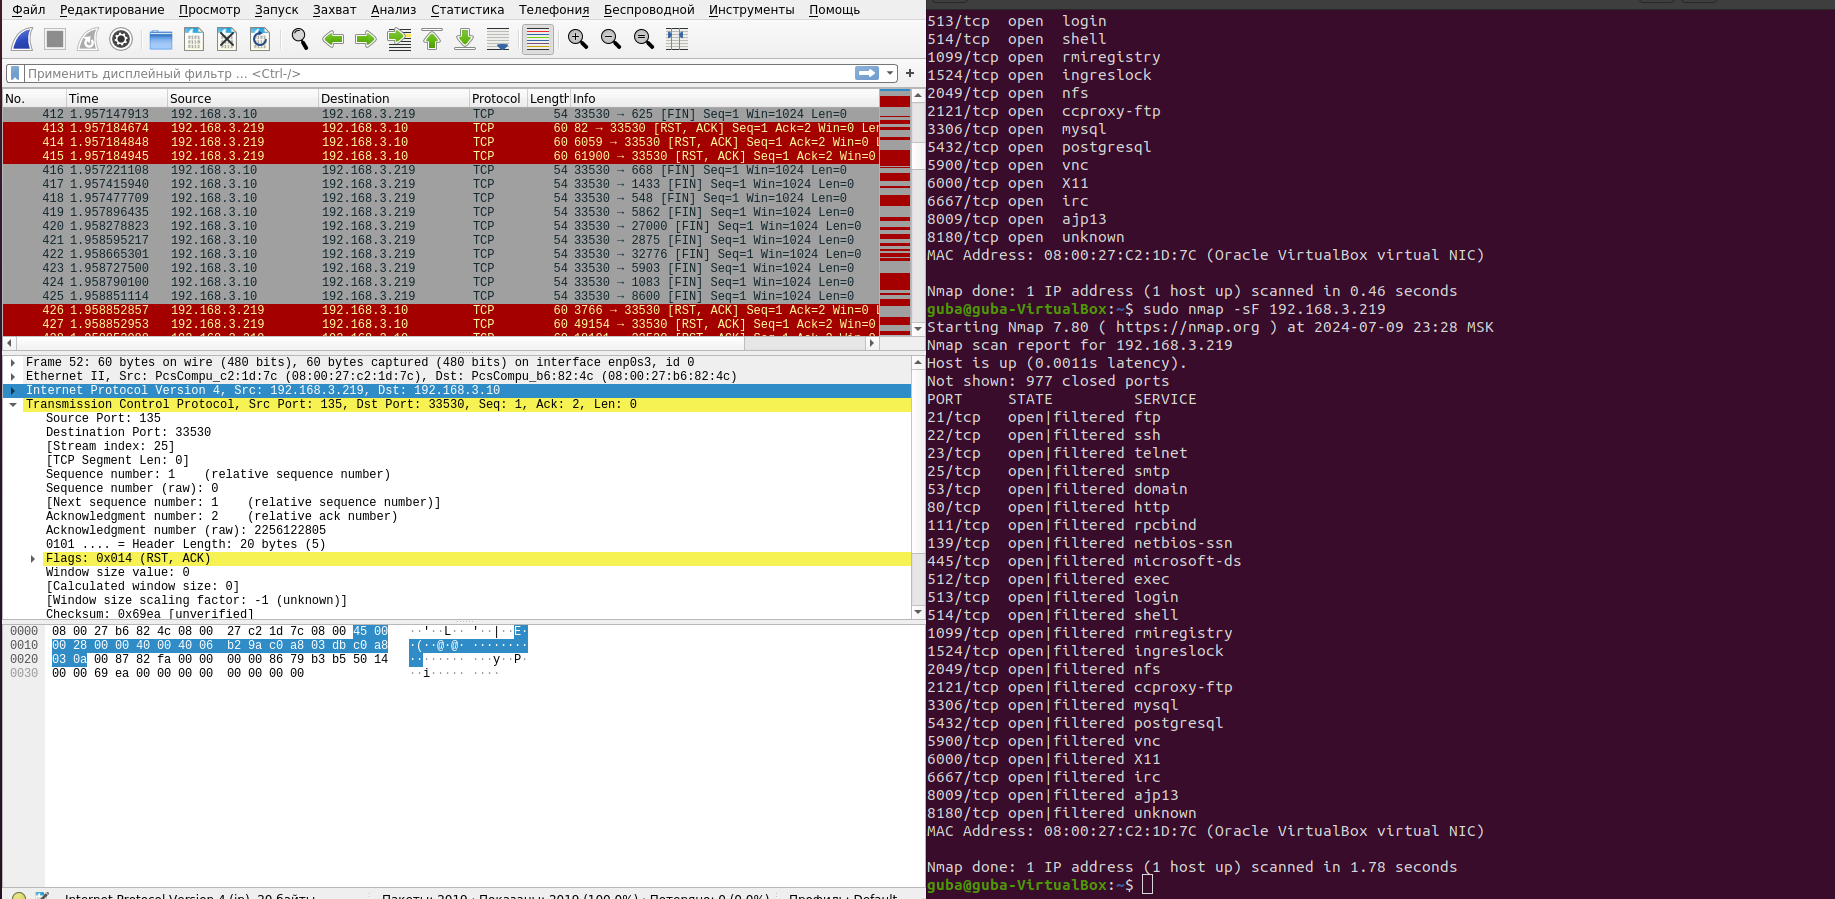 Файл Редактирование Просмотр Запуск Захват Анализ Статистика Телефония Беспроводной Инструменты Помощь
Применить дисплейный фильтр ... <Ctrl-/>
No. Time Source Destination Protocol Length Info
412 1.957147913 192.168.3.10 192.168.3.219 TCP 54 33530 → 625 [FIN] Seq=1 Win=1024 Len=0
413 1.957184674 192.168.3.219 192.168.3.10 TCP 60 82 → 33530 [RST, ACK] Seq=1 Ack=2 Win=0 Len
414 1.957184848 192.168.3.219 192.168.3.10 TCP 60 6059 → 33530 [RST, ACK] Seq=1 Ack=2 Win=0
415 1.957184945 192.168.3.219 192.168.3.10 TCP 60 61900 → 33530 [RST, ACK] Seq=1 Ack=2 Win=0
416 1.957221108 192.168.3.10 192.168.3.219 TCP 54 33530 → 668 [FIN] Seq=1 Win=1024 Len=0
417 1.957415940 192.168.3.10 192.168.3.219 TCP 54 33530 → 1433 [FIN] Seq=1 Win=1024 Len=0
418 1.957477709 192.168.3.10 192.168.3.219 TCP 54 33530 → 548 [FIN] Seq=1 Win=1024 Len=0
419 1.957896435 192.168.3.10 192.168.3.219 TCP 54 33530 → 5862 [FIN] Seq=1 Win=1024 Len=0
420 1.958278823 192.168.3.10 192.168.3.219 TCP 54 33530 → 27000 [FIN] Seq=1 Win=1024 Len=0
421 1.958595217 192.168.3.10 192.168.3.219 TCP 54 33530 → 2875 [FIN] Seq=1 Win=1024 Len=0
422 1.958665301 192.168.3.10 192.168.3.219 TCP 54 33530 → 32776 [FIN] Seq=1 Win=1024 Len=0
423 1.958727500 192.168.3.10 192.168.3.219 TCP 54 33530 → 5903 [FIN] Seq=1 Win=1024 Len=0
424 1.958790100 192.168.3.10 192.168.3.219 TCP 54 33530 → 1083 [FIN] Seq=1 Win=1024 Len=0
425 1.958851114 192.168.3.10 192.168.3.219 TCP 54 33530 → 8600 [FIN] Seq=1 Win=1024 Len=0
426 1.958852857 192.168.3.219 192.168.3.10 TCP 60 3766 → 33530 [RST, ACK] Seq=1 Ack=2 Win=0
427 1.958852953 192.168.3.219 192.168.3.10 TCP 60 49154 → 33530 [RST, ACK] Seq=1 Ack=2 Win=0
Frame 52: 60 bytes on wire (480 bits), 60 bytes captured (480 bits) on interface enp0s3, id 0
Ethernet II, Src: PcsCompu_c2:1d:7c (08:00:27:c2:1d:7c), Dst: PcsCompu_b6:82:4c (08:00:27:b6:82:4c)
Internet Protocol Version 4, Src: 192.168.3.219, Dst: 192.168.3.10
Transmission Control Protocol, Src Port: 135, Dst Port: 33530, Seq: 1, Ack: 2, Len: 0
Source Port: 135
Destination Port: 33530
[Stream index: 25]
[TCP Segment Len: 0]
Sequence number: 1 (relative sequence number)
Sequence number (raw): 0
[Next sequence number: 1 (relative sequence number)]
Acknowledgment number: 2 (relative ack number)
Acknowledgment number (raw): 2256122805
0101 .... = Header Length: 20 bytes (5)
Flags: 0x014 (RST, ACK)
Window size value: 0
[Calculated window size: 0]
[Window size scaling factor: -1 (unknown)]
Checksum: 0x69ea [unverified]
0000 08 00 27 b6 82 4c 08 00 27 c2 1d 7c 08 00 45 00 ··'··L·· '··|··E·
0010 00 28 00 00 40 00 40 06 b2 9a c0 a8 03 db c0 a8 ·(··@·@· ········
0020 03 0a 00 87 82 fa 00 00 00 00 86 79 b3 b5 50 14 ········ ···y··P·
0030 00 00 69 ea 00 00 00 00 00 00 00 00 ··i····· ····
Internet Protocol Version 4 (ip), 20 байты Пакеты: 2019 · Показаны: 2019 (100.0%) · Потеряно: 0 (0.0%) Профиль: Default
513/tcp open login
514/tcp open shell
1099/tcp open rmiregistry
1524/tcp open ingreslock
2049/tcp open nfs
2121/tcp open ccproxy-ftp
3306/tcp open mysql
5432/tcp open postgresql
5900/tcp open vnc
6000/tcp open X11
6667/tcp open irc
8009/tcp open ajp13
8180/tcp open unknown
MAC Address: 08:00:27:C2:1D:7C (Oracle VirtualBox virtual NIC)
Nmap done: 1 IP address (1 host up) scanned in 0.46 seconds
guba@guba-VirtualBox:~$ sudo nmap -sF 192.168.3.219
Starting Nmap 7.80 ( https://nmap.org ) at 2024-07-09 23:28 MSK
Nmap scan report for 192.168.3.219
Host is up (0.0011s latency).
Not shown: 977 closed ports
PORT STATE SERVICE
21/tcp open|filtered ftp
22/tcp open|filtered ssh
23/tcp open|filtered telnet
25/tcp open|filtered smtp
53/tcp open|filtered domain
80/tcp open|filtered http
111/tcp open|filtered rpcbind
139/tcp open|filtered netbios-ssn
445/tcp open|filtered microsoft-ds
512/tcp open|filtered exec
513/tcp open|filtered login
514/tcp open|filtered shell
1099/tcp open|filtered rmiregistry
1524/tcp open|filtered ingreslock
2049/tcp open|filtered nfs
2121/tcp open|filtered ccproxy-ftp
3306/tcp open|filtered mysql
5432/tcp open|filtered postgresql
5900/tcp open|filtered vnc
6000/tcp open|filtered X11
6667/tcp open|filtered irc
8009/tcp open|filtered ajp13
8180/tcp open|filtered unknown
MAC Address: 08:00:27:C2:1D:7C (Oracle VirtualBox virtual NIC)
Nmap done: 1 IP address (1 host up) scanned in 1.78 seconds
guba@guba-VirtualBox:~$